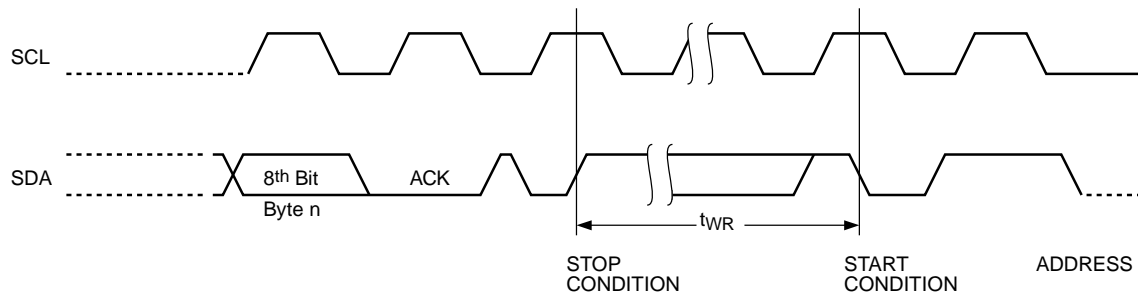 SCL
SDA
8th Bit
ACK
Byte n
tWR
STOP
CONDITION
START
CONDITION
ADDRESS